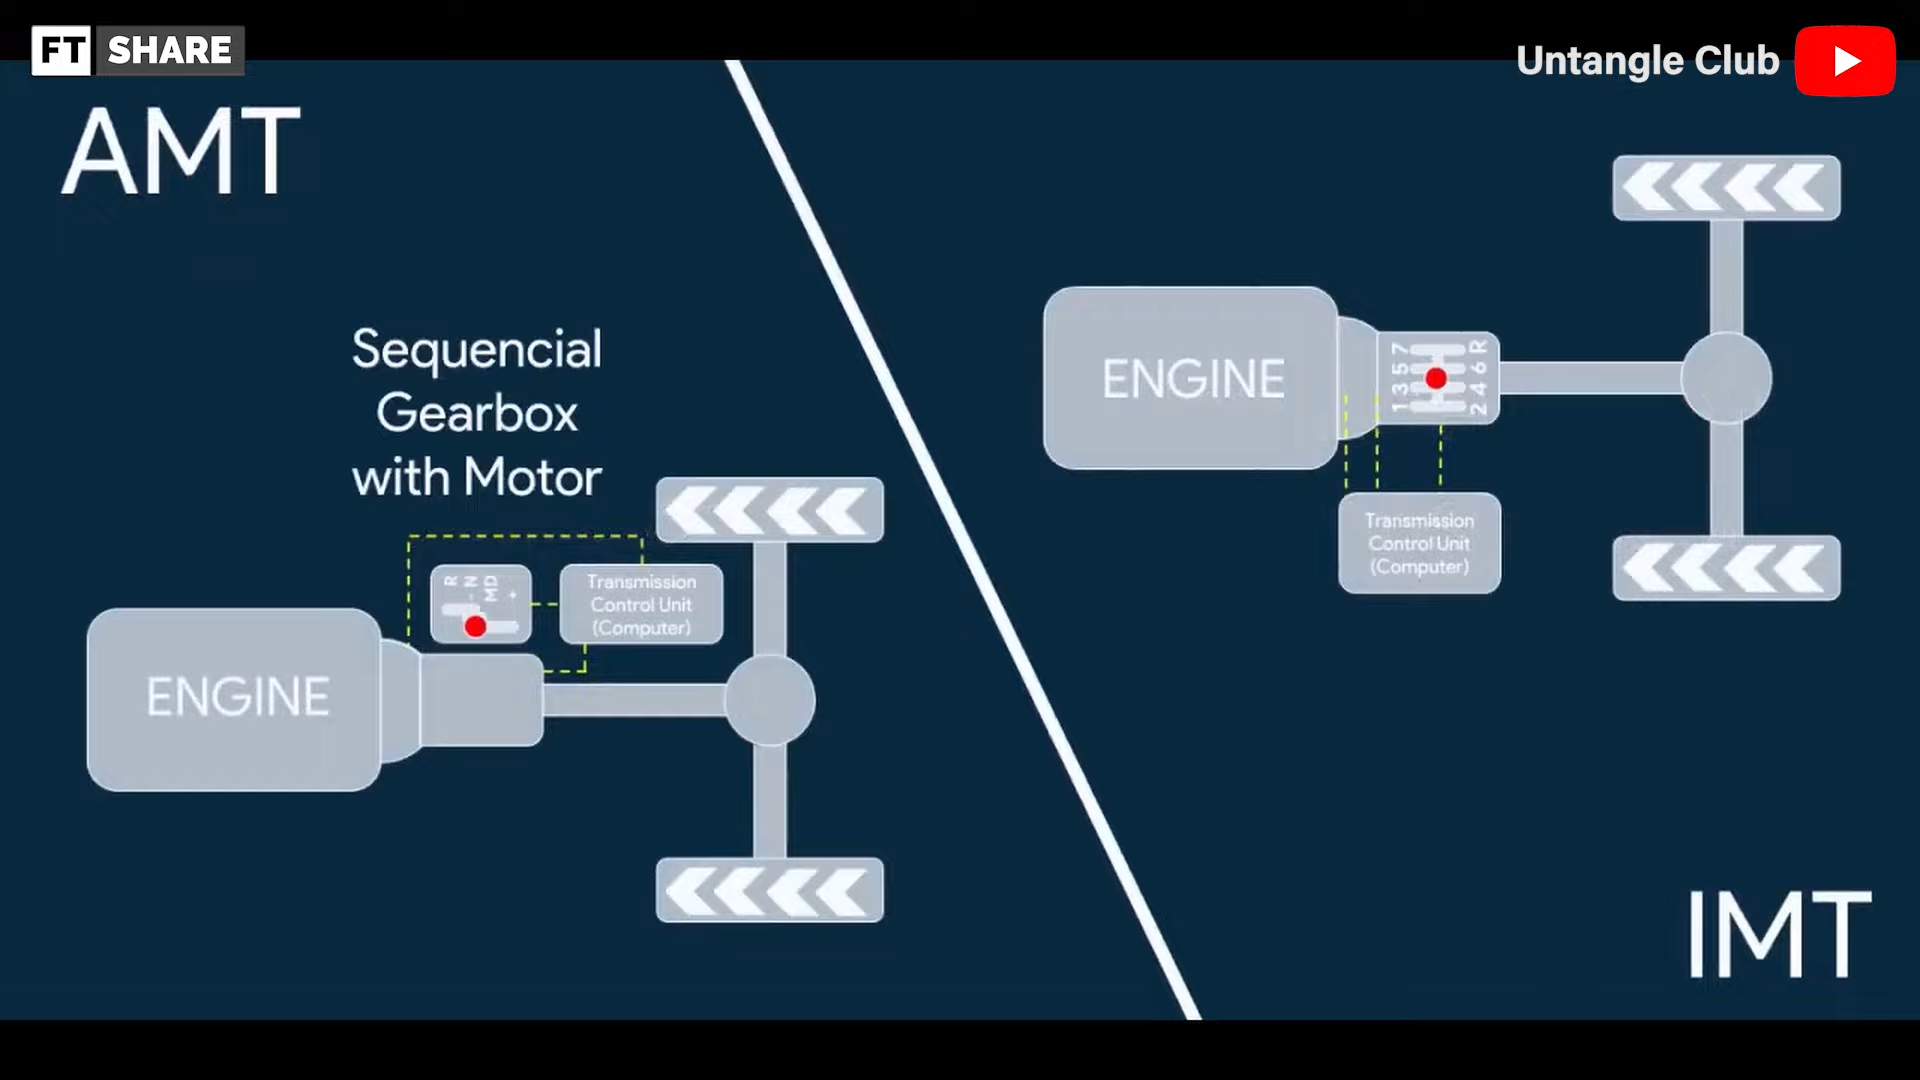 FT SHARE
Untangle Club
AMT
Sequencial
Gearbox
with Motor
R
- N
MD
+
Transmission
Control Unit
(Computer)
ENGINE
ENGINE
1 3 5 7
2 4 6 R
Transmission
Control Unit
(Computer)
IMT